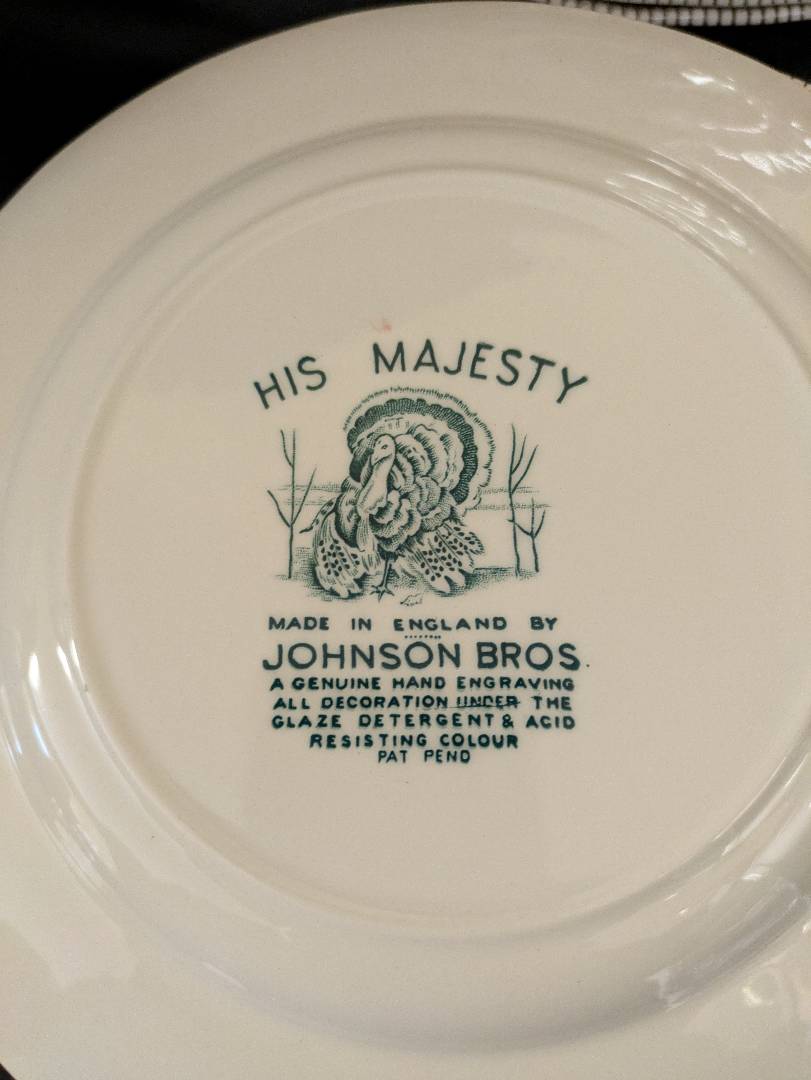 HIS MAJESTY
MADE IN ENGLAND BY
JOHNSON BROS.
A GENUINE HAND ENGRAVING
ALL DECORATION UNDER THE
GLAZE DETERGENT & ACID
RESISTING COLOUR
PAT PEND